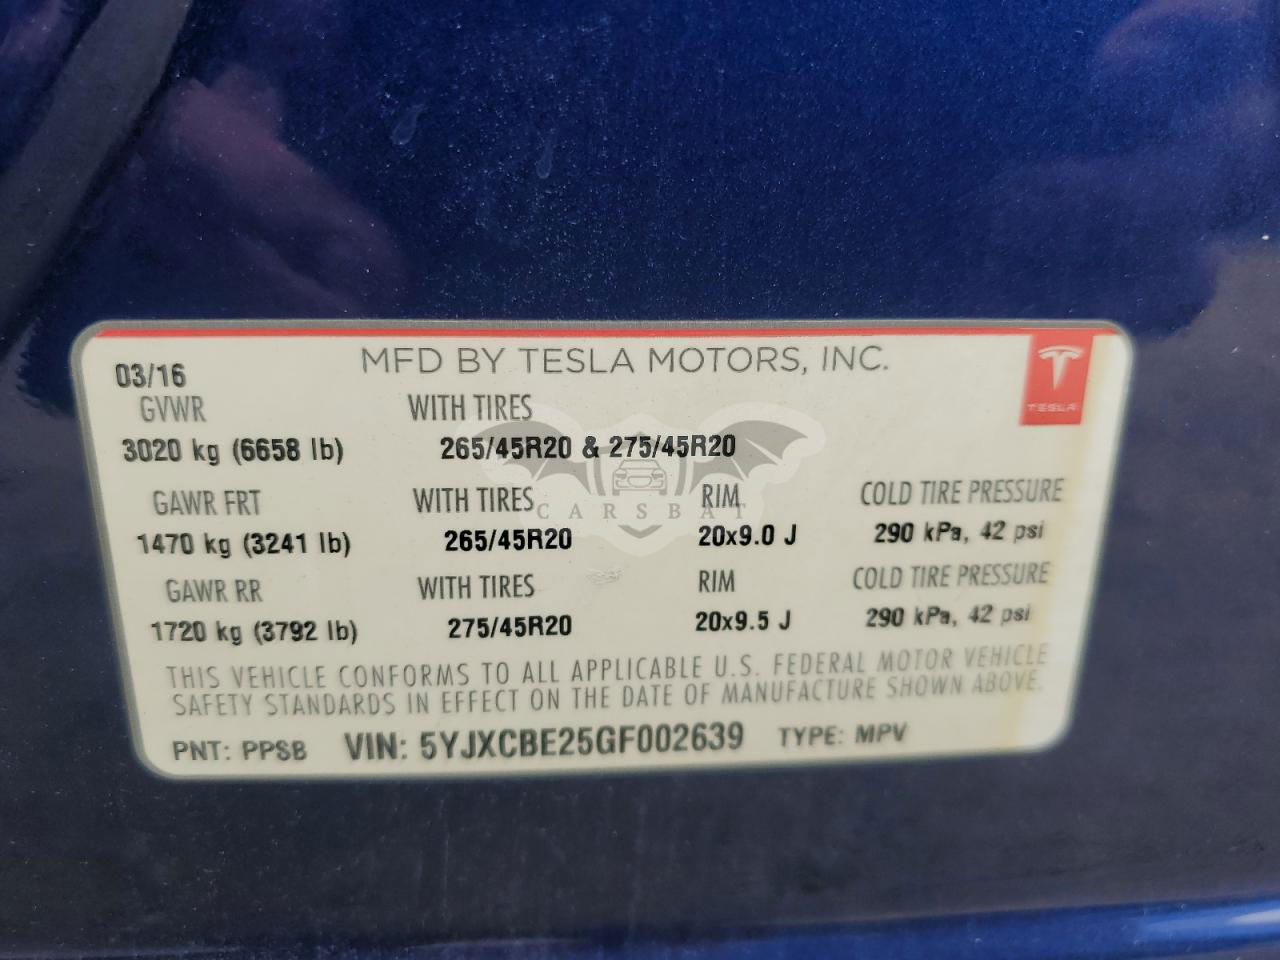 MFD BY TESLA MOTORS, INC.
03/16
TESLA
GVWR WITH TIRES
3020 kg (6658 lb) 265/45R20 & 275/45R20
GAWR FRT WITH TIRES RIM COLD TIRE PRESSURE
CARSBAT
1470 kg (3241 lb) 265/45R20 20x9.0 J 290 kPa, 42 psi
GAWR RR WITH TIRES RIM COLD TIRE PRESSURE
1720 kg (3792 lb) 275/45R20 20x9.5 J 290 kPa, 42 psi
THIS VEHICLE CONFORMS TO ALL APPLICABLE U.S. FEDERAL MOTOR VEHICLE
SAFETY STANDARDS IN EFFECT ON THE DATE OF MANUFACTURE SHOWN ABOVE.
PNT: PPSB VIN: 5YJXCBE25GF002639 TYPE: MPV